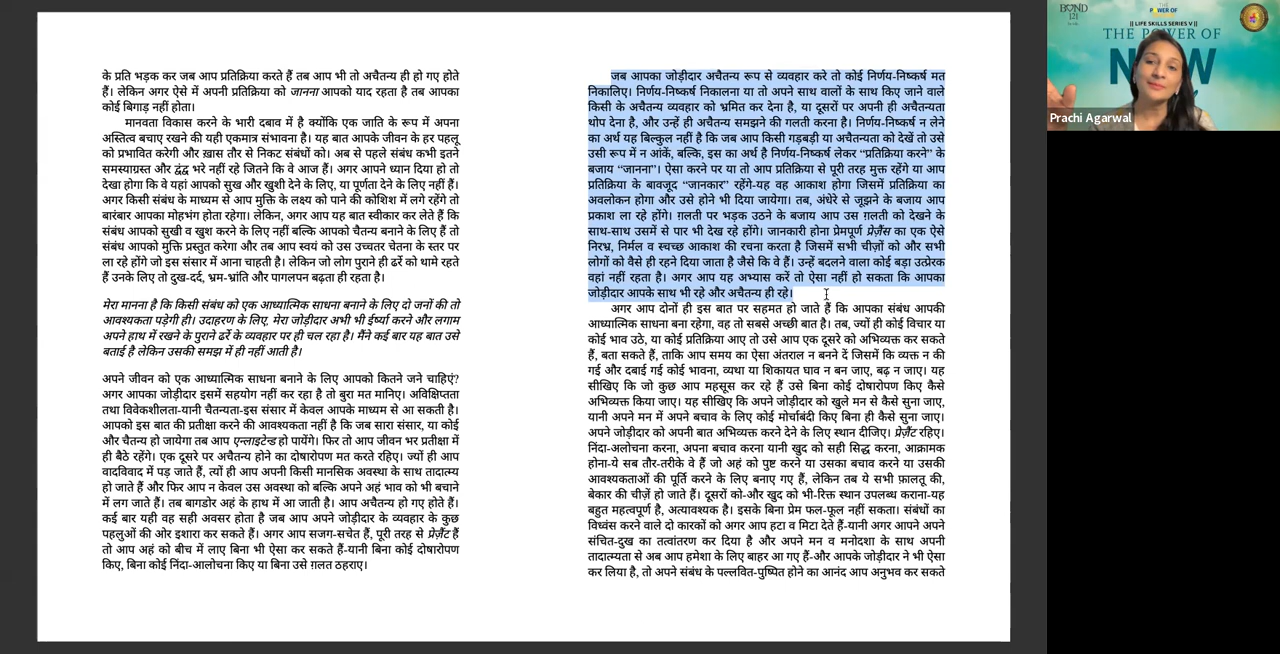 के प्रति भड़क कर जब आप प्रतिक्रिया करते हैं तब आप भी तो अचैतन्य ही हो गए होते
हैं। लेकिन अगर ऐसे में अपनी प्रतिक्रिया को जानना आपको याद रहता है तब आपका
कोई बिगाड़ नहीं होता।
मानवता विकास करने के भारी दबाव में है क्योंकि एक जाति के रूप में अपना
अस्तित्व बचाए रखने की यही एकमात्र संभावना है। यह बात आपके जीवन के हर पहलू
को प्रभावित करेगी और ख़ास तौर से निकट संबंधों को। अब से पहले संबंध कभी इतने
समस्याग्रस्त और द्वंद्व भरे नहीं रहे जितने कि वे आज हैं। अगर आपने ध्यान दिया हो तो
देखा होगा कि वे यहां आपको सुख और खुशी देने के लिए, या पूर्णता देने के लिए नहीं हैं।
अगर किसी संबंध के माध्यम से आप मुक्ति के लक्ष्य को पाने की कोशिश में लगे रहेंगे तो
बारंबार आपका मोहभंग होता रहेगा। लेकिन, अगर आप यह बात स्वीकार कर लेते हैं कि
संबंध आपको सुखी व खुश करने के लिए नहीं बल्कि आपको चैतन्य बनाने के लिए हैं तो
संबंध आपको मुक्ति प्रस्तुत करेगा और तब आप स्वयं को उस उच्चतर चेतना के स्तर पर
ला रहे होंगे जो इस संसार में आना चाहती है। लेकिन जो लोग पुराने ही ढर्रे को थामे रहते
हैं उनके लिए तो दुख-दर्द, भ्रम-भ्रांति और पागलपन बढ़ता ही रहता है।
मेरा मानना है कि किसी संबंध को एक आध्यात्मिक साधना बनाने के लिए दो जनों की तो
आवश्यकता पड़ेगी ही। उदाहरण के लिए, मेरा जोड़ीदार अभी भी ईर्ष्या करने और लगाम
अपने हाथ में रखने के पुराने ढर्रे के व्यवहार पर ही चल रहा है। मैंने कई बार यह बात उसे
बताई है लेकिन उसकी समझ में ही नहीं आती है।
अपने जीवन को एक आध्यात्मिक साधना बनाने के लिए आपको कितने जने चाहिएं?
अगर आपका जोड़ीदार इसमें सहयोग नहीं कर रहा है तो बुरा मत मानिए। अविक्षिप्तता
तथा विवेकशीलता-यानी चैतन्यता-इस संसार में केवल आपके माध्यम से आ सकती है।
आपको इस बात की प्रतीक्षा करने की आवश्यकता नहीं है कि जब सारा संसार, या कोई
और चैतन्य हो जायेगा तब आप एन्लाइटेन्ड हो पायेंगे। फिर तो आप जीवन भर प्रतीक्षा में
ही बैठे रहेंगे। एक दूसरे पर अचैतन्य होने का दोषारोपण मत करते रहिए। ज्यों ही आप
वादविवाद में पड़ जाते हैं, त्यों ही आप अपनी किसी मानसिक अवस्था के साथ तादात्म्य
हो जाते हैं और फिर आप न केवल उस अवस्था को बल्कि अपने अहं भाव को भी बचाने
में लग जाते हैं। तब बागडोर अहं के हाथ में आ जाती है। आप अचैतन्य हो गए होते हैं।
कई बार यही वह सही अवसर होता है जब आप अपने जोड़ीदार के व्यवहार के कुछ
पहलुओं की ओर इशारा कर सकते हैं। अगर आप सजग-सचेत हैं, पूरी तरह से प्रेज़ैंट हैं
तो आप अहं को बीच में लाए बिना भी ऐसा कर सकते हैं-यानी बिना कोई दोषारोपण
किए, बिना कोई निंदा-आलोचना किए या बिना उसे ग़लत ठहराए।
जब आपका जोड़ीदार अचैतन्य रूप से व्यवहार करे तो कोई निर्णय-निष्कर्ष मत
निकालिए। निर्णय-निष्कर्ष निकालना या तो अपने साथ वालों के साथ किए जाने वाले
किसी के अचैतन्य व्यवहार को भ्रमित कर देना है, या दूसरों पर अपनी ही अचैतन्यता
थोप देना है, और उन्हें ही अचैतन्य समझने की गलती करना है। निर्णय-निष्कर्ष न लेने
का अर्थ यह बिल्कुल नहीं है कि जब आप किसी गड़बड़ी या अचैतन्यता को देखें तो उसे
उसी रूप में न आंकें, बल्कि, इस का अर्थ है निर्णय-निष्कर्ष लेकर “प्रतिक्रिया करने” के
बजाय “जानना”। ऐसा करने पर या तो आप प्रतिक्रिया से पूरी तरह मुक्त रहेंगे या आप
प्रतिक्रिया के बावजूद “जानकार” रहेंगे-यह वह आकाश होगा जिसमें प्रतिक्रिया का
अवलोकन होगा और उसे होने भी दिया जायेगा। तब, अंधेरे से जूझने के बजाय आप
प्रकाश ला रहे होंगे। ग़लती पर भड़क उठने के बजाय आप उस ग़लती को देखने के
साथ-साथ उसमें से पार भी देख रहे होंगे। जानकारी होना प्रेमपूर्ण प्रेज़ैंस का एक ऐसे
निरभ्र, निर्मल व स्वच्छ आकाश की रचना करता है जिसमें सभी चीज़ों को और सभी
लोगों को वैसे ही रहने दिया जाता है जैसे कि वे हैं। उन्हें बदलने वाला कोई बड़ा उत्प्रेरक
वहां नहीं रहता है। अगर आप यह अभ्यास करें तो ऐसा नहीं हो सकता कि आपका
जोड़ीदार आपके साथ भी रहे और अचैतन्य ही रहे।
अगर आप दोनों ही इस बात पर सहमत हो जाते हैं कि आपका संबंध आपकी
आध्यात्मिक साधना बना रहेगा, वह तो सबसे अच्छी बात है। तब, ज्यों ही कोई विचार या
कोई भाव उठे, या कोई प्रतिक्रिया आए तो उसे आप एक दूसरे को अभिव्यक्त कर सकते
हैं, बता सकते हैं, ताकि आप समय का ऐसा अंतराल न बनने दें जिसमें कि व्यक्त न की
गई और दबाई गई कोई भावना, व्यथा या शिकायत घाव न बन जाए, बढ़ न जाए। यह
सीखिए कि जो कुछ आप महसूस कर रहे हैं उसे बिना कोई दोषारोपण किए कैसे
अभिव्यक्त किया जाए। यह सीखिए कि अपने जोड़ीदार को खुले मन से कैसे सुना जाए,
यानी अपने मन में अपने बचाव के लिए कोई मोर्चाबंदी किए बिना ही कैसे सुना जाए।
अपने जोड़ीदार को अपनी बात अभिव्यक्त करने देने के लिए स्थान दीजिए। प्रेज़ैंट रहिए।
निंदा-अलोचना करना, अपना बचाव करना यानी खुद को सही सिद्ध करना, आक्रामक
होना-ये सब तौर-तरीके वे हैं जो अहं को पुष्ट करने या उसका बचाव करने या उसकी
आवश्यकताओं की पूर्ति करने के लिए बनाए गए हैं, लेकिन तब ये सभी फ़ालतू की,
बेकार की चीज़ें हो जाते हैं। दूसरों को-और खुद को भी-रिक्त स्थान उपलब्ध कराना-यह
बहुत महत्वपूर्ण है, अत्यावश्यक है। इसके बिना प्रेम फल-फूल नहीं सकता। संबंधों का
विध्वंस करने वाले दो कारकों को अगर आप हटा व मिटा देते हैं-यानी अगर आपने अपने
संचित-दुख का तत्वांतरण कर दिया है और अपने मन व मनोदशा के साथ अपनी
तादात्म्यता से अब आप हमेशा के लिए बाहर आ गए हैं-और आपके जोड़ीदार ने भी ऐसा
कर लिया है, तो अपने संबंध के पल्लवित-पुष्पित होने का आनंद आप अनुभव कर सकते
BOND
121
THE
POWER OF
|| LIFE SKILLS SERIES V ||
THE POWER OF
NOW
Prachi Agarwal